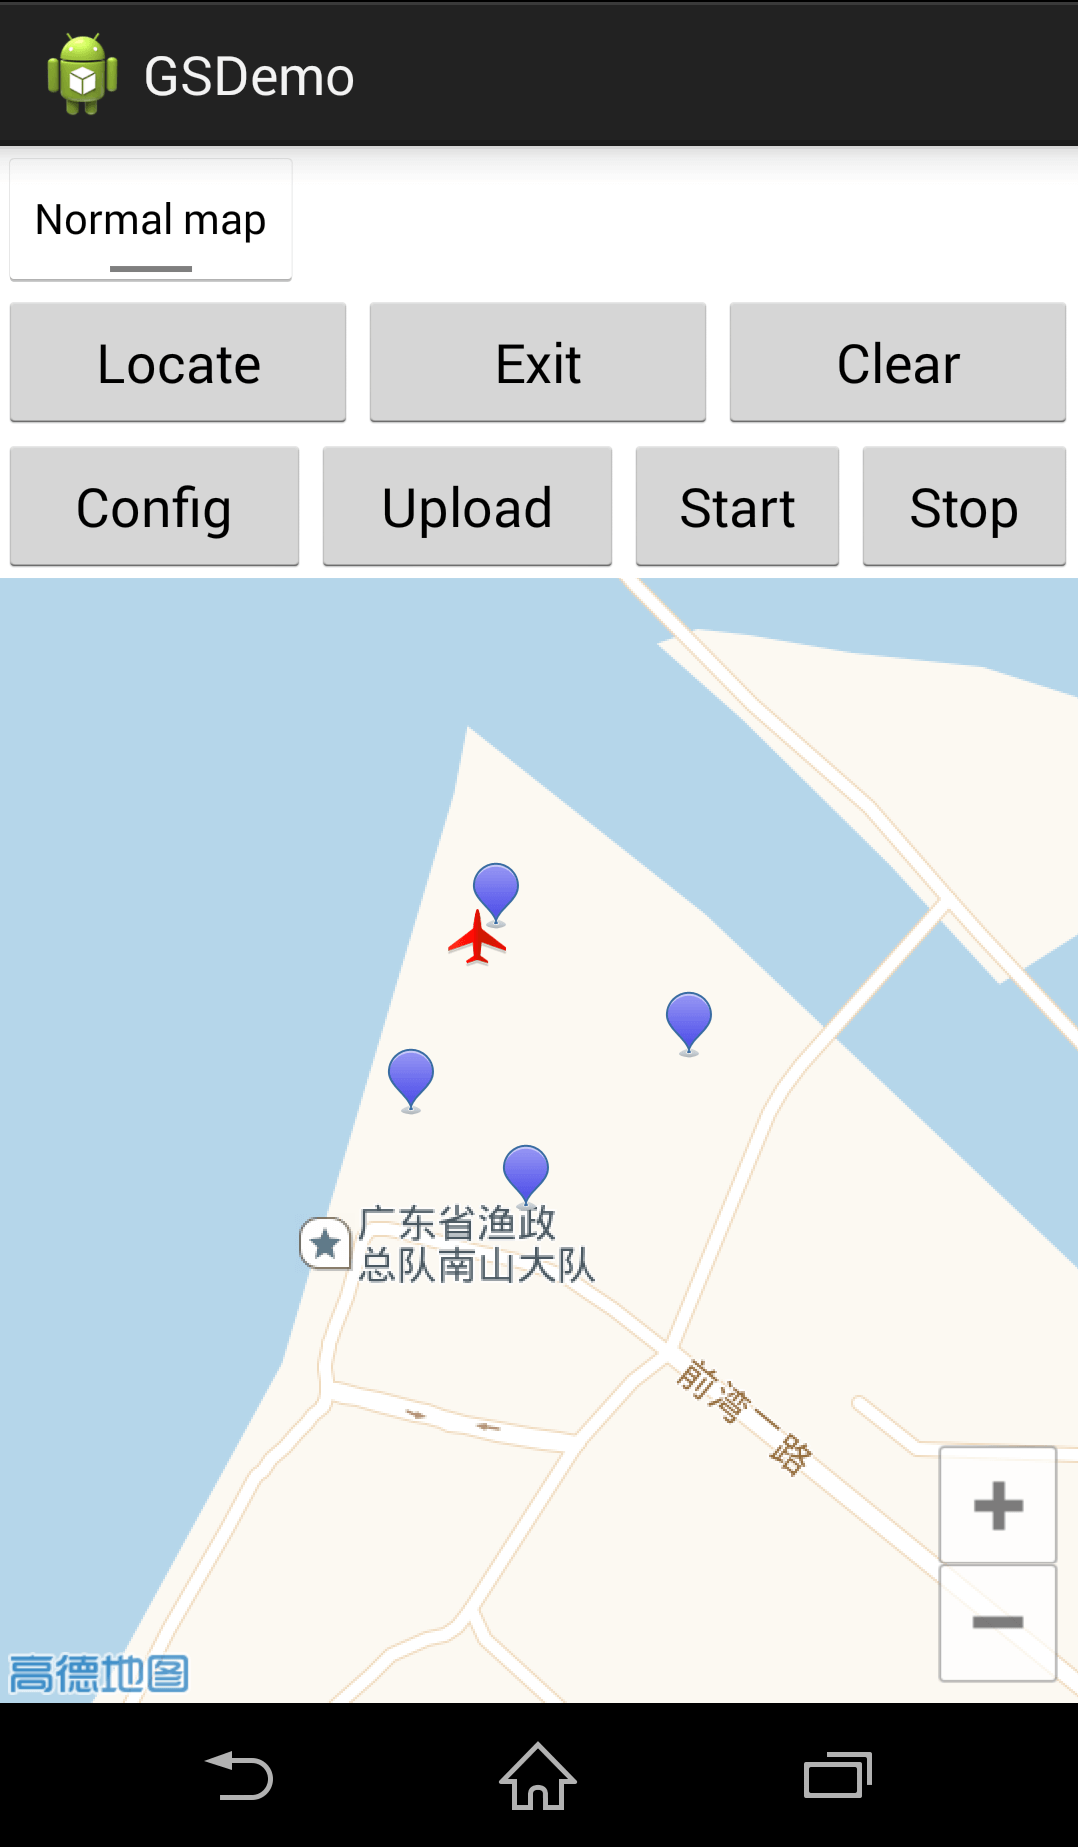 GSDemo
Normal map
Locate
Exit
Clear
Config
Upload
Start
Stop
广东省渔政
总队南山大队
前湾一路
高德地图